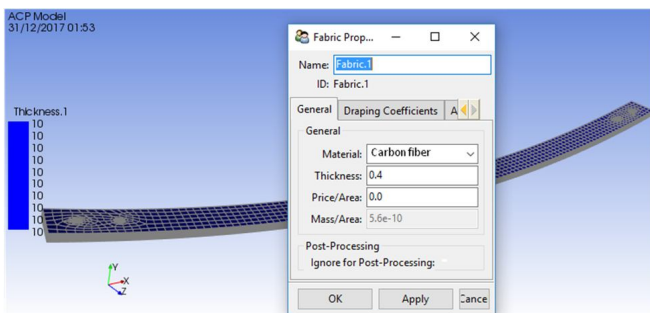 ACP Model
31/12/2017 01:53
Fabric Prop...
Name: Fabric.1
ID: Fabric.1
General Draping Coefficients A
General
Material: Carbon fiber
Thickness: 0.4
Price/Area: 0.0
Mass/Area: 5.6e-10
Post-Processing
Ignore for Post-Processing:
OK Apply Cance
Thickness.1
10
10
10
10
10
10
10
10
10
10
Y
X
Z